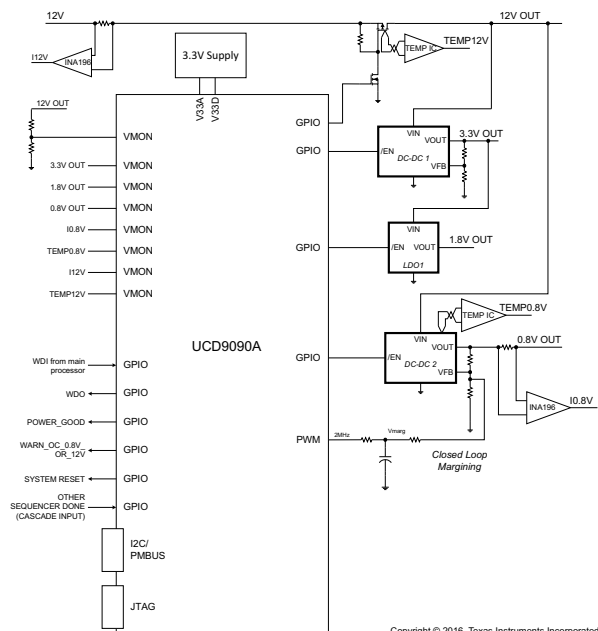 12V
12V OUT
I12V
INA196
3.3V Supply
TEMP IC
TEMP12V
V33A
V33D
12V OUT
GPIO
VIN
VOUT
3.3V OUT
VMON
GPIO
/EN
DC-DC 1
VFB
3.3V OUT
VMON
1.8V OUT
VMON
0.8V OUT
VMON
I0.8V
VMON
TEMP0.8V
VMON
I12V
VMON
TEMP12V
VMON
VIN
GPIO
/EN
VOUT
1.8V OUT
LDO1
UCD9090A
TEMP IC
TEMP0.8V
VIN
VOUT
0.8V OUT
GPIO
/EN
DC-DC 2
VFB
INA196
I0.8V
WDI from main
processor
GPIO
WDO
GPIO
POWER_GOOD
GPIO
WARN_OC_0.8V_
OR_12V
GPIO
SYSTEM RESET
GPIO
OTHER
SEQUENCER DONE
(CASCADE INPUT)
GPIO
PWM
2MHz
Vmarg
Closed Loop
Margining
I2C/
PMBUS
JTAG
Copyright © 2016, Texas Instruments Incorporated